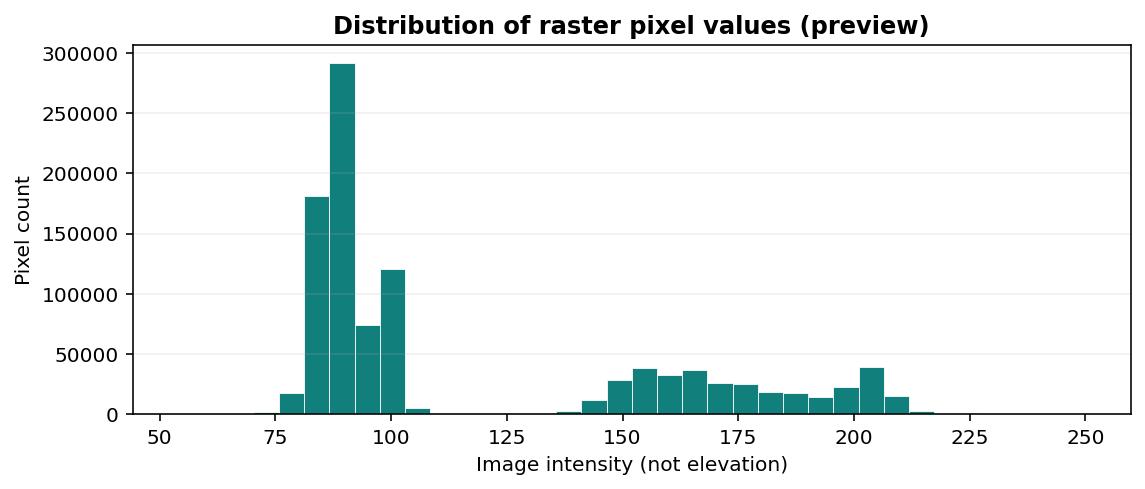 Distribution of raster pixel values (preview)
300000
250000
200000
150000
100000
50000
0
Pixel count
50 75 100 125 150 175 200 225 250
Image intensity (not elevation)